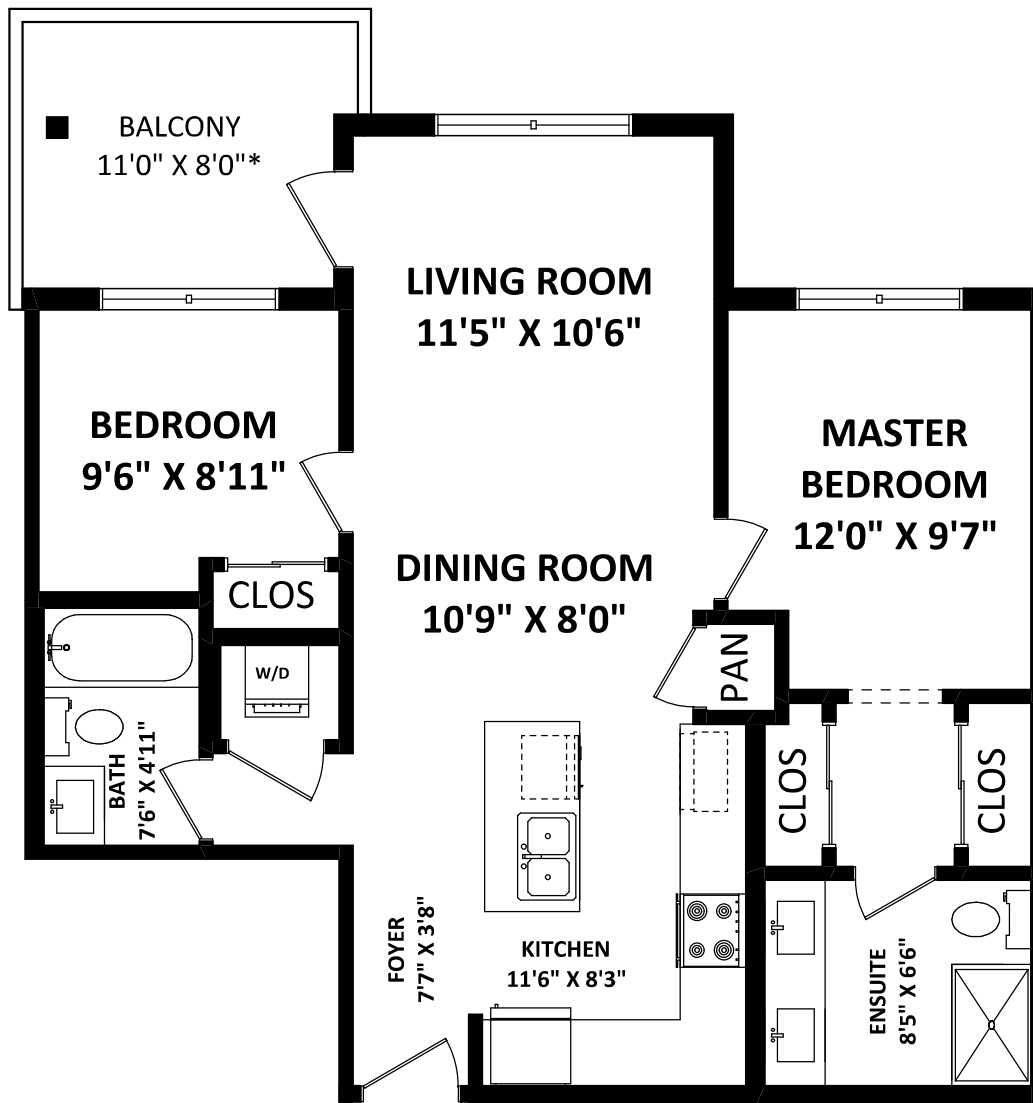 BALCONY
11'0" X 8'0"*
LIVING ROOM
11'5" X 10'6"
BEDROOM
9'6" X 8'11"
MASTER
BEDROOM
12'0" X 9'7"
DINING ROOM
10'9" X 8'0"
CLOS
W/D
PAN
BATH
7'6" X 4'11"
CLOS
CLOS
FOYER
7'7" X 3'8"
KITCHEN
11'6" X 8'3"
ENSUITE
8'5" X 6'6"